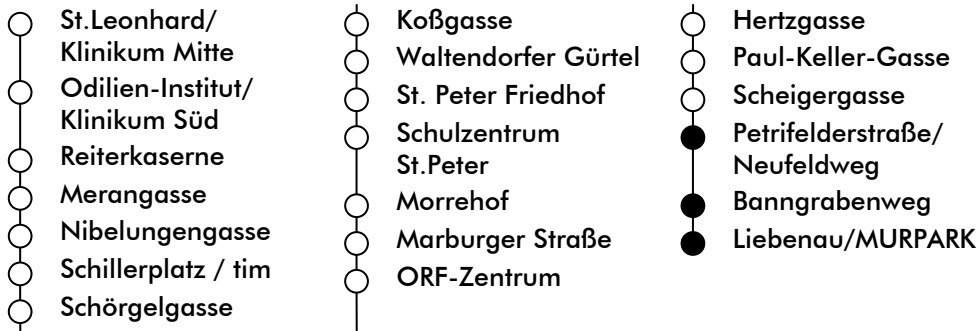 St.Leonhard/
Klinikum Mitte
Odilien-Institut/
Klinikum Süd
Reiterkaserne
Merangasse
Nibelungengasse
Schillerplatz / tim
Schörgelgasse
Koßgasse
Waltendorfer Gürtel
St. Peter Friedhof
Schulzentrum
St.Peter
Morrehof
Marburger Straße
ORF-Zentrum
Hertzgasse
Paul-Keller-Gasse
Scheigergasse
Petrifelderstraße/
Neufeldweg
Banngrabenweg
Liebenau/MURPARK